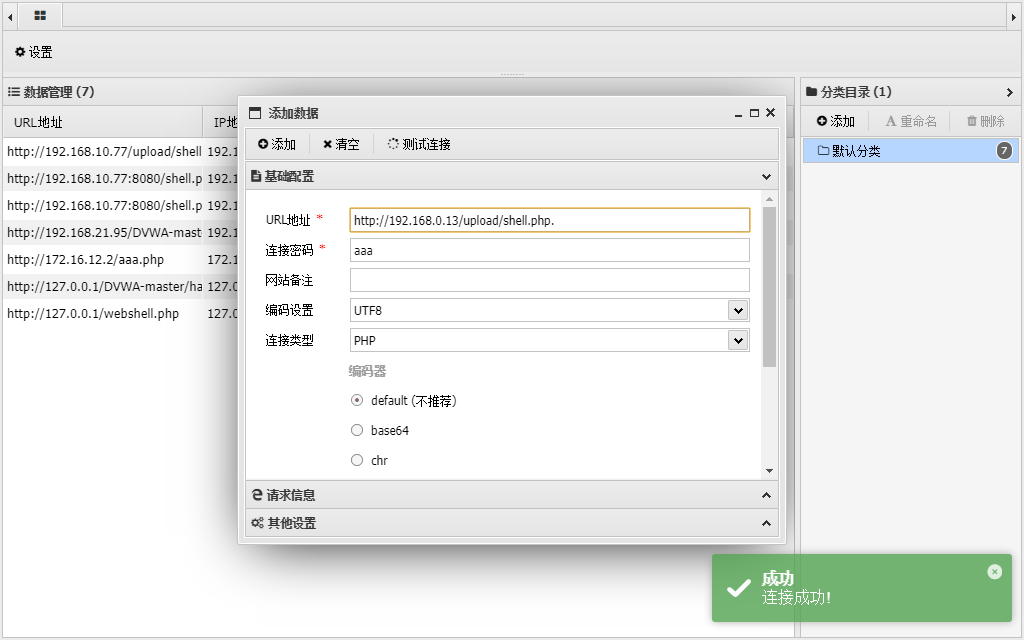 设置
数据管理 (7)
URL地址
IP地
http://192.168.10.77/upload/shell
192.1
http://192.168.10.77:8080/shell.p
192.1
http://192.168.10.77:8080/shell.p
192.1
http://192.168.21.95/DVWA-mast
192.1
http://172.16.12.2/aaa.php
172.1
http://127.0.0.1/DVWA-master/ha
127.0
http://127.0.0.1/webshell.php
127.0
添加数据
添加
清空
测试连接
基础配置
URL地址 *
http://192.168.0.13/upload/shell.php.
连接密码 *
aaa
网站备注
编码设置
UTF8
连接类型
PHP
编码器
default (不推荐)
base64
chr
请求信息
其他设置
分类目录 (1)
添加
重命名
删除
默认分类
7
成功
连接成功!